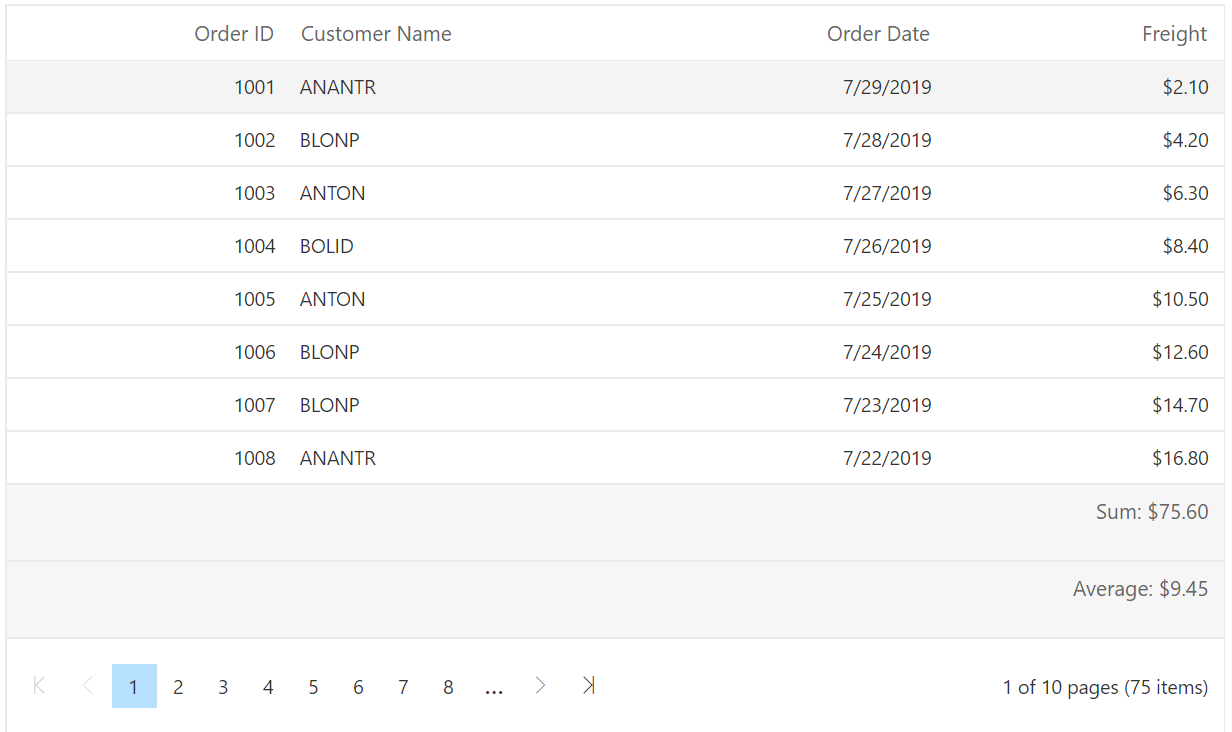 Order ID Customer Name Order Date Freight
1001 ANANTR 7/29/2019 $2.10
1002 BLONP 7/28/2019 $4.20
1003 ANTON 7/27/2019 $6.30
1004 BOLID 7/26/2019 $8.40
1005 ANTON 7/25/2019 $10.50
1006 BLONP 7/24/2019 $12.60
1007 BLONP 7/23/2019 $14.70
1008 ANANTR 7/22/2019 $16.80
Sum: $75.60
Average: $9.45
1 2 3 4 5 6 7 8 ... 1 of 10 pages (75 items)